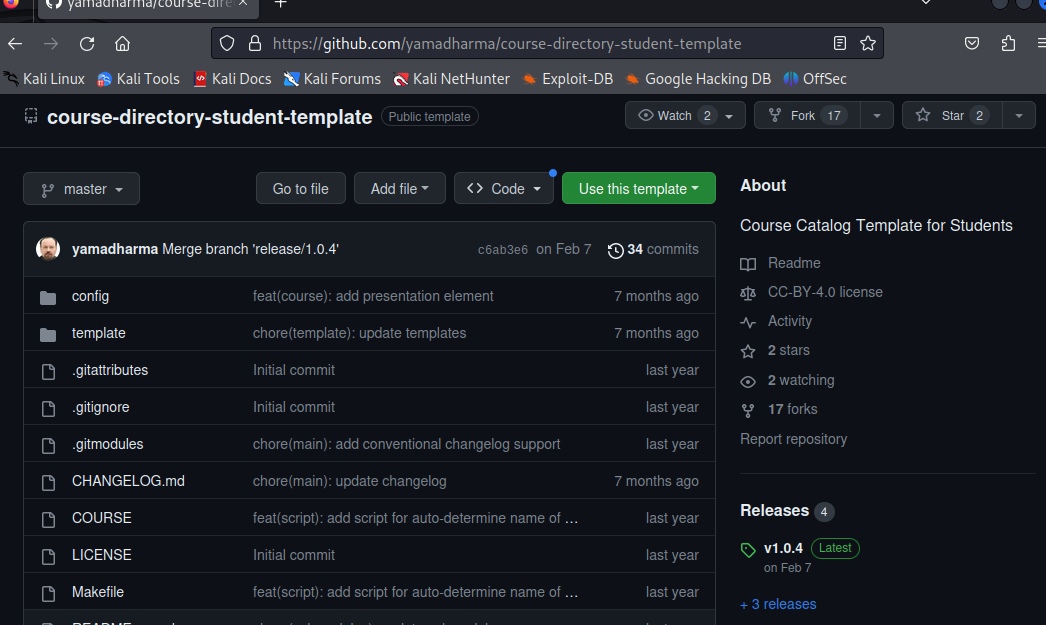 yamadharma/course-dire
https://github.com/yamadharma/course-directory-student-template
Kali Linux Kali Tools Kali Docs Kali Forums Kali NetHunter Exploit-DB Google Hacking DB OffSec
course-directory-student-template Public template Watch 2 Fork 17 Star 2
master Go to file Add file Code Use this template
yamadharma Merge branch 'release/1.0.4' c6ab3e6 on Feb 7 34 commits
config feat(course): add presentation element 7 months ago
template chore(template): update templates 7 months ago
.gitattributes Initial commit last year
.gitignore Initial commit last year
.gitmodules chore(main): add conventional changelog support last year
CHANGELOG.md chore(main): update changelog 7 months ago
COURSE feat(script): add script for auto-determine name of ... last year
LICENSE Initial commit last year
Makefile feat(script): add script for auto-determine name of ... last year
About
Course Catalog Template for Students
Readme
CC-BY-4.0 license
Activity
2 stars
2 watching
17 forks
Report repository
Releases 4
v1.0.4 Latest
on Feb 7
+ 3 releases